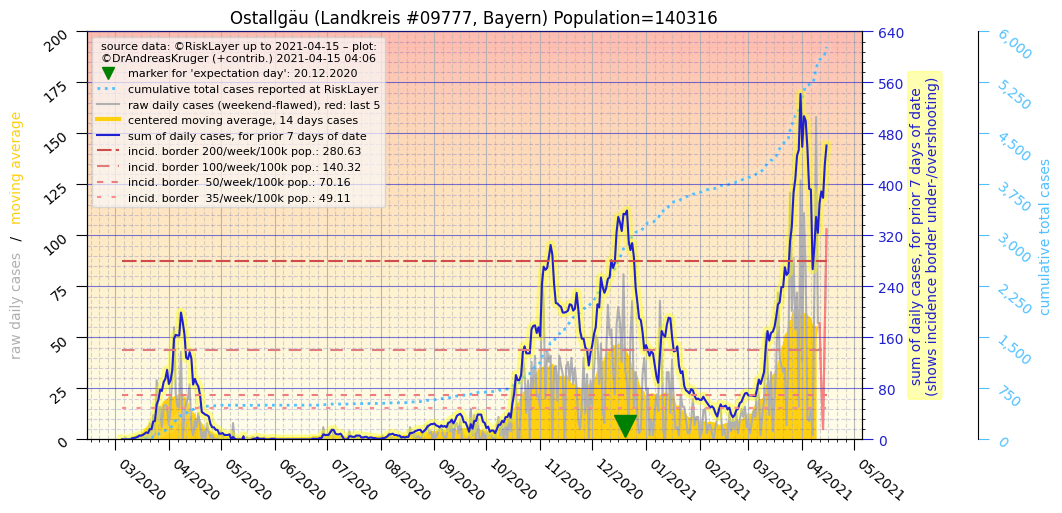 Ostallgäu (Landkreis #09777, Bayern) Population=140316
source data: ©RiskLayer up to 2021-04-15 – plot:
©DrAndreasKruger (+contrib.) 2021-04-15 04:06
marker for 'expectation day': 20.12.2020
cumulative total cases reported at RiskLayer
raw daily cases (weekend-flawed), red: last 5
centered moving average, 14 days cases
sum of daily cases, for prior 7 days of date
incid. border 200/week/100k pop.: 280.63
incid. border 100/week/100k pop.: 140.32
incid. border  50/week/100k pop.: 70.16
incid. border  35/week/100k pop.: 49.11
raw daily cases / moving average
200
175
150
125
100
75
50
25
0
03/2020
04/2020
05/2020
06/2020
07/2020
08/2020
09/2020
10/2020
11/2020
12/2020
01/2021
02/2021
03/2021
04/2021
05/2021
640
560
480
400
320
240
160
80
0
sum of daily cases, for prior 7 days of date
(shows incidence border under-/overshooting)
6,000
5,250
4,500
3,750
3,000
2,250
1,500
750
0
cumulative total cases